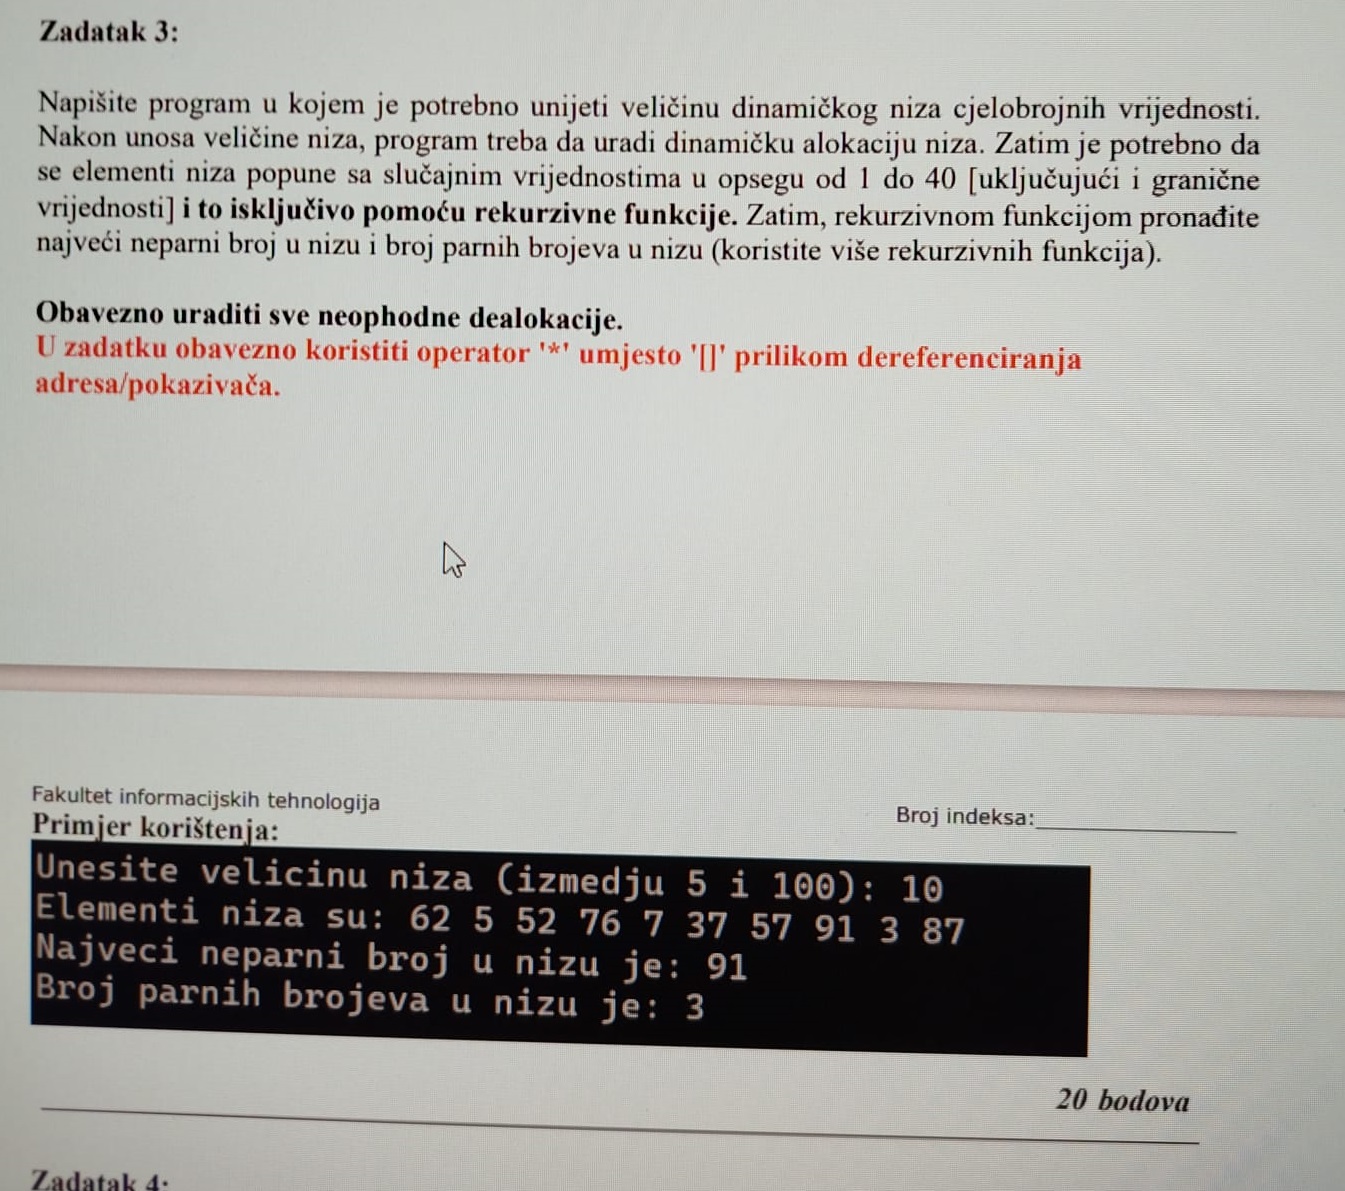 Zadatak 3:
Napišite program u kojem je potrebno unijeti veličinu dinamičkog niza cjelobrojnih vrijednosti.
Nakon unosa veličine niza, program treba da uradi dinamičku alokaciju niza. Zatim je potrebno da
se elementi niza popune sa slučajnim vrijednostima u opsegu od 1 do 40 [uključujući i granične
vrijednosti] i to isključivo pomoću rekurzivne funkcije. Zatim, rekurzivnom funkcijom pronađite
najveći neparni broj u nizu i broj parnih brojeva u nizu (koristite više rekurzivnih funkcija).
Obavezno uraditi sve neophodne dealokacije.
U zadatku obavezno koristiti operator '*' umjesto '[]' prilikom dereferenciranja
adresa/pokazivača.
Fakultet informacijskih tehnologija
Broj indeksa:____________
Primjer korištenja:
Unesite velicinu niza (izmedju 5 i 100): 10
Elementi niza su: 62 5 52 76 7 37 57 91 3 87
Najveci neparni broj u nizu je: 91
Broj parnih brojeva u nizu je: 3
20 bodova
Zadatak 4: